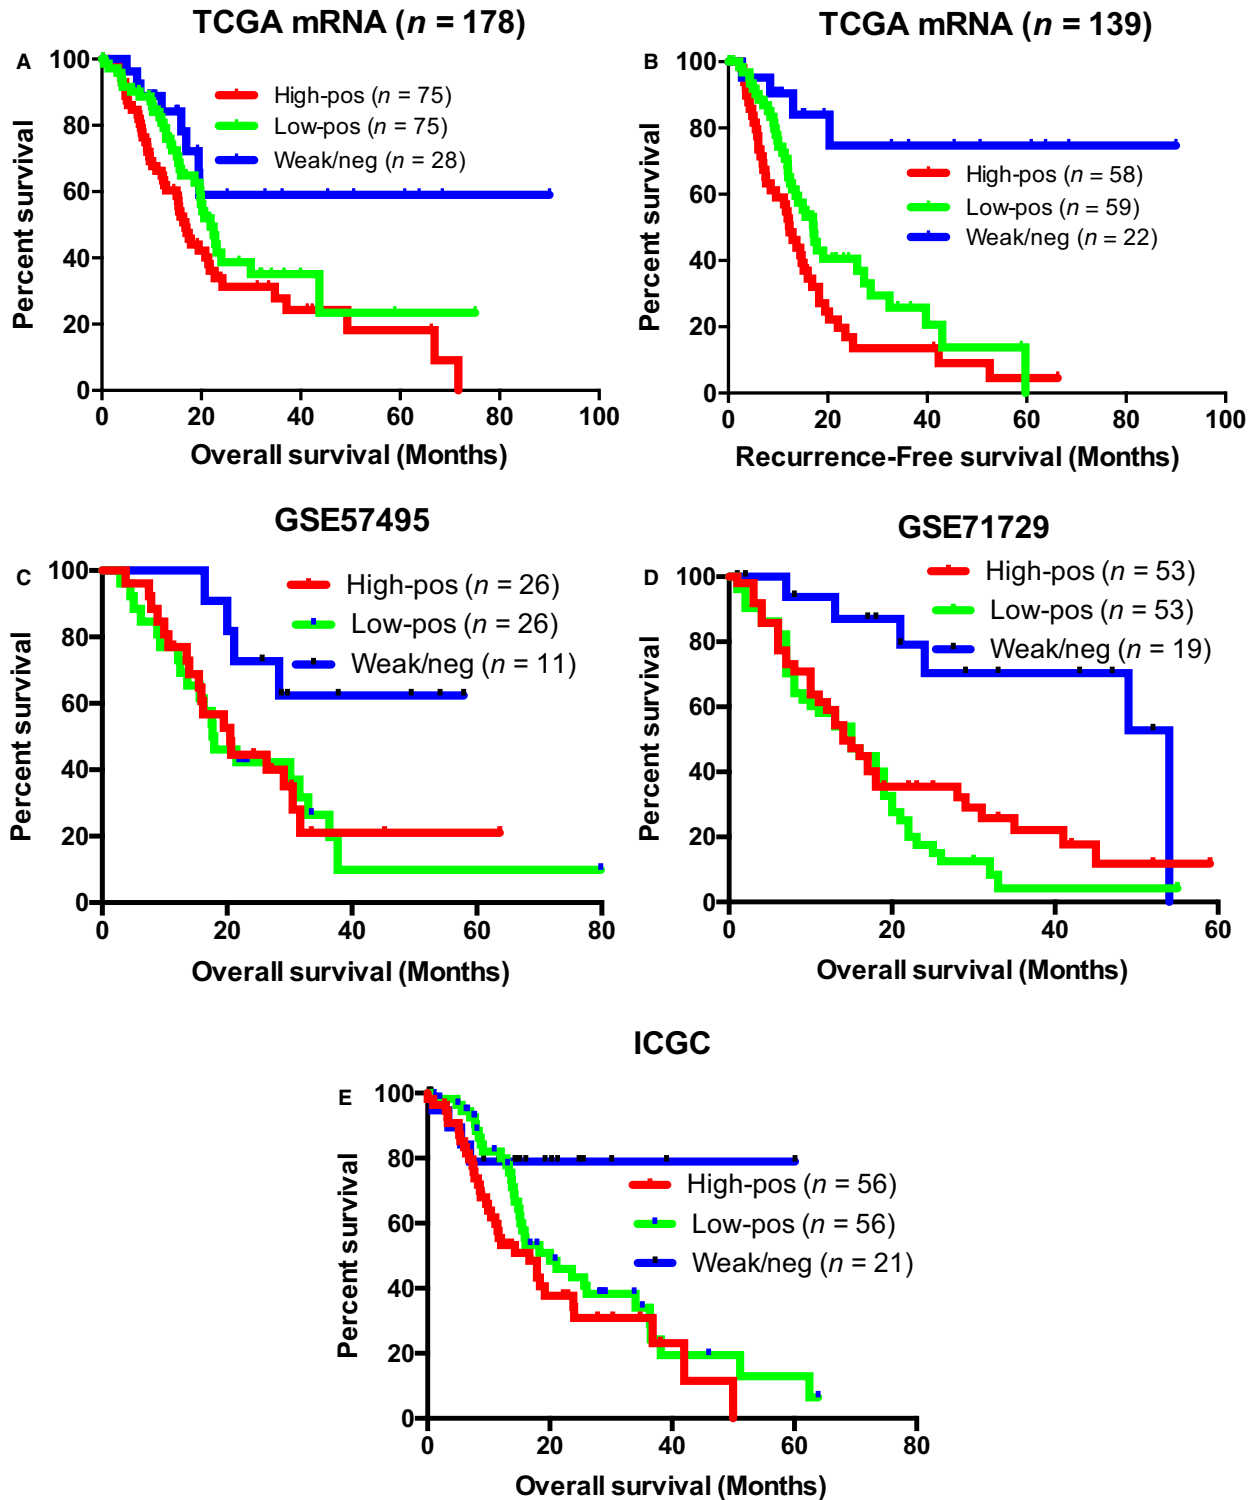 TCGA mRNA (n = 178)
A
High-pos (n = 75)
Low-pos (n = 75)
Weak/neg (n = 28)
Percent survival
100
80
60
40
20
0
0 20 40 60 80 100
Overall survival (Months)
TCGA mRNA (n = 139)
B
High-pos (n = 58)
Low-pos (n = 59)
Weak/neg (n = 22)
Percent survival
100
80
60
40
20
0
0 20 40 60 80 100
Recurrence-Free survival (Months)
GSE57495
C
High-pos (n = 26)
Low-pos (n = 26)
Weak/neg (n = 11)
Percent survival
100
80
60
40
20
0
0 20 40 60 80
Overall survival (Months)
GSE71729
D
High-pos (n = 53)
Low-pos (n = 53)
Weak/neg (n = 19)
Percent survival
100
80
60
40
20
0
0 20 40 60
Overall survival (Months)
ICGC
E
High-pos (n = 56)
Low-pos (n = 56)
Weak/neg (n = 21)
Percent survival
100
80
60
40
20
0
0 20 40 60 80
Overall survival (Months)